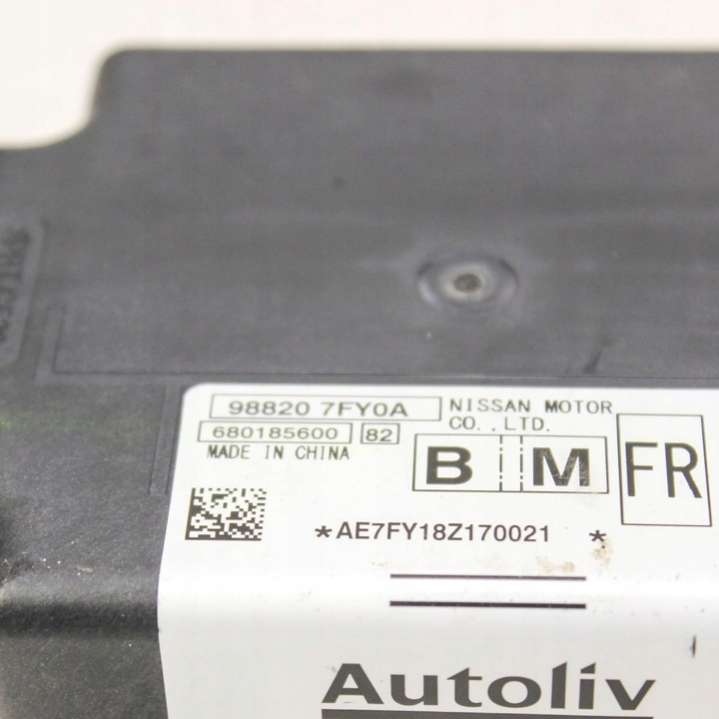 98820 7FY0A
NISSAN MOTOR
CO.,LTD.
680185600 82
MADE IN CHINA
B M
FR
*AE7FY18Z170021 *
Autoliv